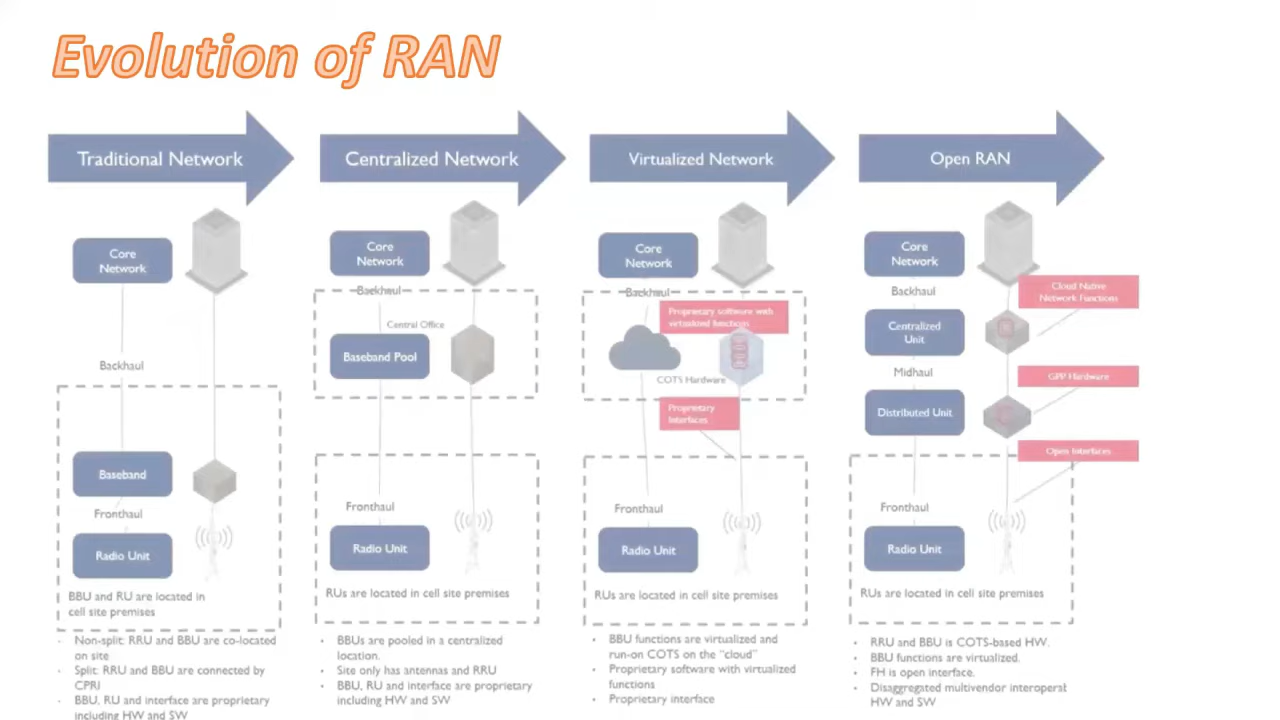 Evolution of RAN
Traditional Network
Core
Network
Backhaul
Baseband
Fronthaul
Radio Unit
BBU and RU are located in
cell site premises
Non-split: RRU and BBU are co-located
on site
Split: RRU and BBU are connected by
CPRI
BBU, RU and interface are proprietary
including HW and SW
Centralized Network
Core
Network
Backhaul
Central Office
Baseband Pool
Fronthaul
Radio Unit
RUs are located in cell site premises
BBUs are pooled in a centralized
location.
Site only has antennas and RRU
BBU, RU and interface are proprietary
including HW and SW
Virtualized Network
Core
Network
Backhaul
Proprietary software with
virtualized functions
COTS Hardware
Proprietary
Interfaces
Fronthaul
Radio Unit
RUs are located in cell site premises
BBU functions are virtualized and
run-on COTS on the "cloud"
Proprietary software with virtualized
functions
Proprietary interface
Open RAN
Core
Network
Backhaul
Cloud Native
Network Functions
Centralized
Unit
Midhaul
GPP Hardware
Distributed Unit
Open Interfaces
Fronthaul
Radio Unit
RUs are located in cell site premises
RRU and BBU is COTS-based HW.
BBU functions are virtualized.
FH is open interface.
Disaggregated multivendor interoperal
HW and SW